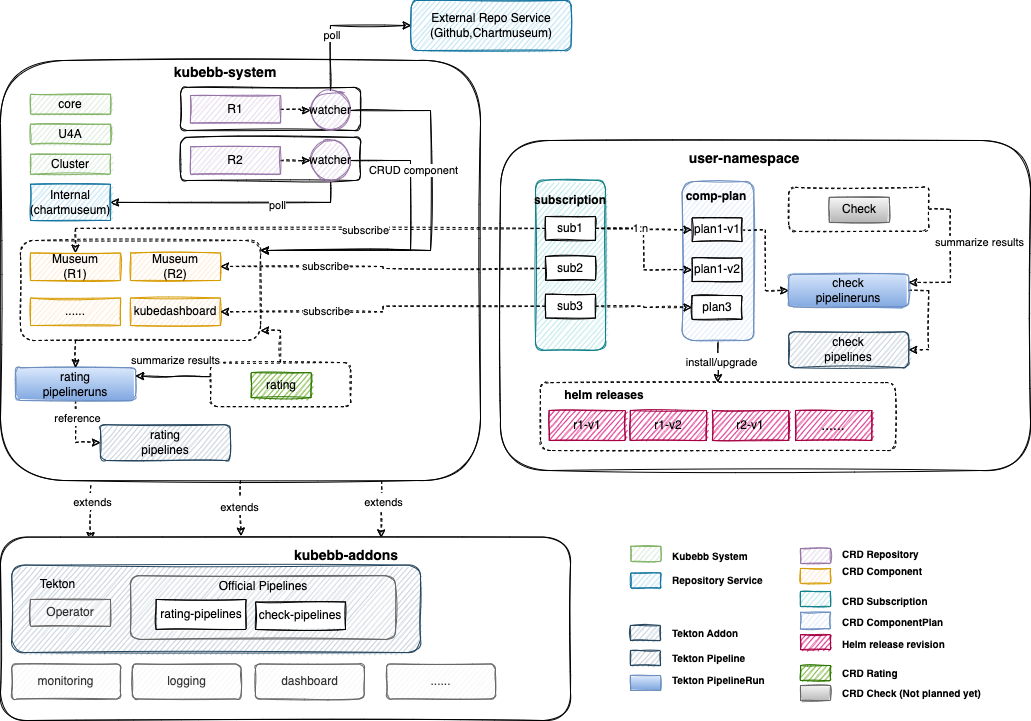 External Repo Service
(Github,Chartmuseum)
poll
kubebb-system
core
U4A
Cluster
Internal
(chartmuseum)
R1
watcher
R2
watcher
CRUD component
poll
subscribe
Museum
(R1)
Museum
(R2)
subscribe
......
kubedashboard
subscribe
summarize results
rating
pipelineruns
rating
reference
rating
pipelines
user-namespace
subscription
sub1
sub2
sub3
1:n
comp-plan
plan1-v1
plan1-v2
plan3
Check
summarize results
check
pipelineruns
check
pipelines
install/upgrade
helm releases
r1-v1
r1-v2
r2-v1
......
extends
extends
extends
kubebb-addons
Tekton
Operator
Official Pipelines
rating-pipelines
check-pipelines
monitoring
logging
dashboard
......
Kubebb System
Repository Service
Tekton Addon
Tekton Pipeline
Tekton PipelineRun
CRD Repository
CRD Component
CRD Subscription
CRD ComponentPlan
Helm release revision
CRD Rating
CRD Check (Not planned yet)